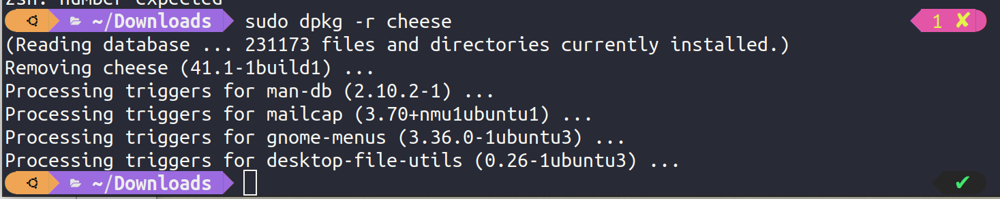 zsh: number expected
~/Downloads sudo dpkg -r cheese 1 ✘
(Reading database ... 231173 files and directories currently installed.)
Removing cheese (41.1-1build1) ...
Processing triggers for man-db (2.10.2-1) ...
Processing triggers for mailcap (3.70+nmu1ubuntu1) ...
Processing triggers for gnome-menus (3.36.0-1ubuntu3) ...
Processing triggers for desktop-file-utils (0.26-1ubuntu3) ...
~/Downloads ✔